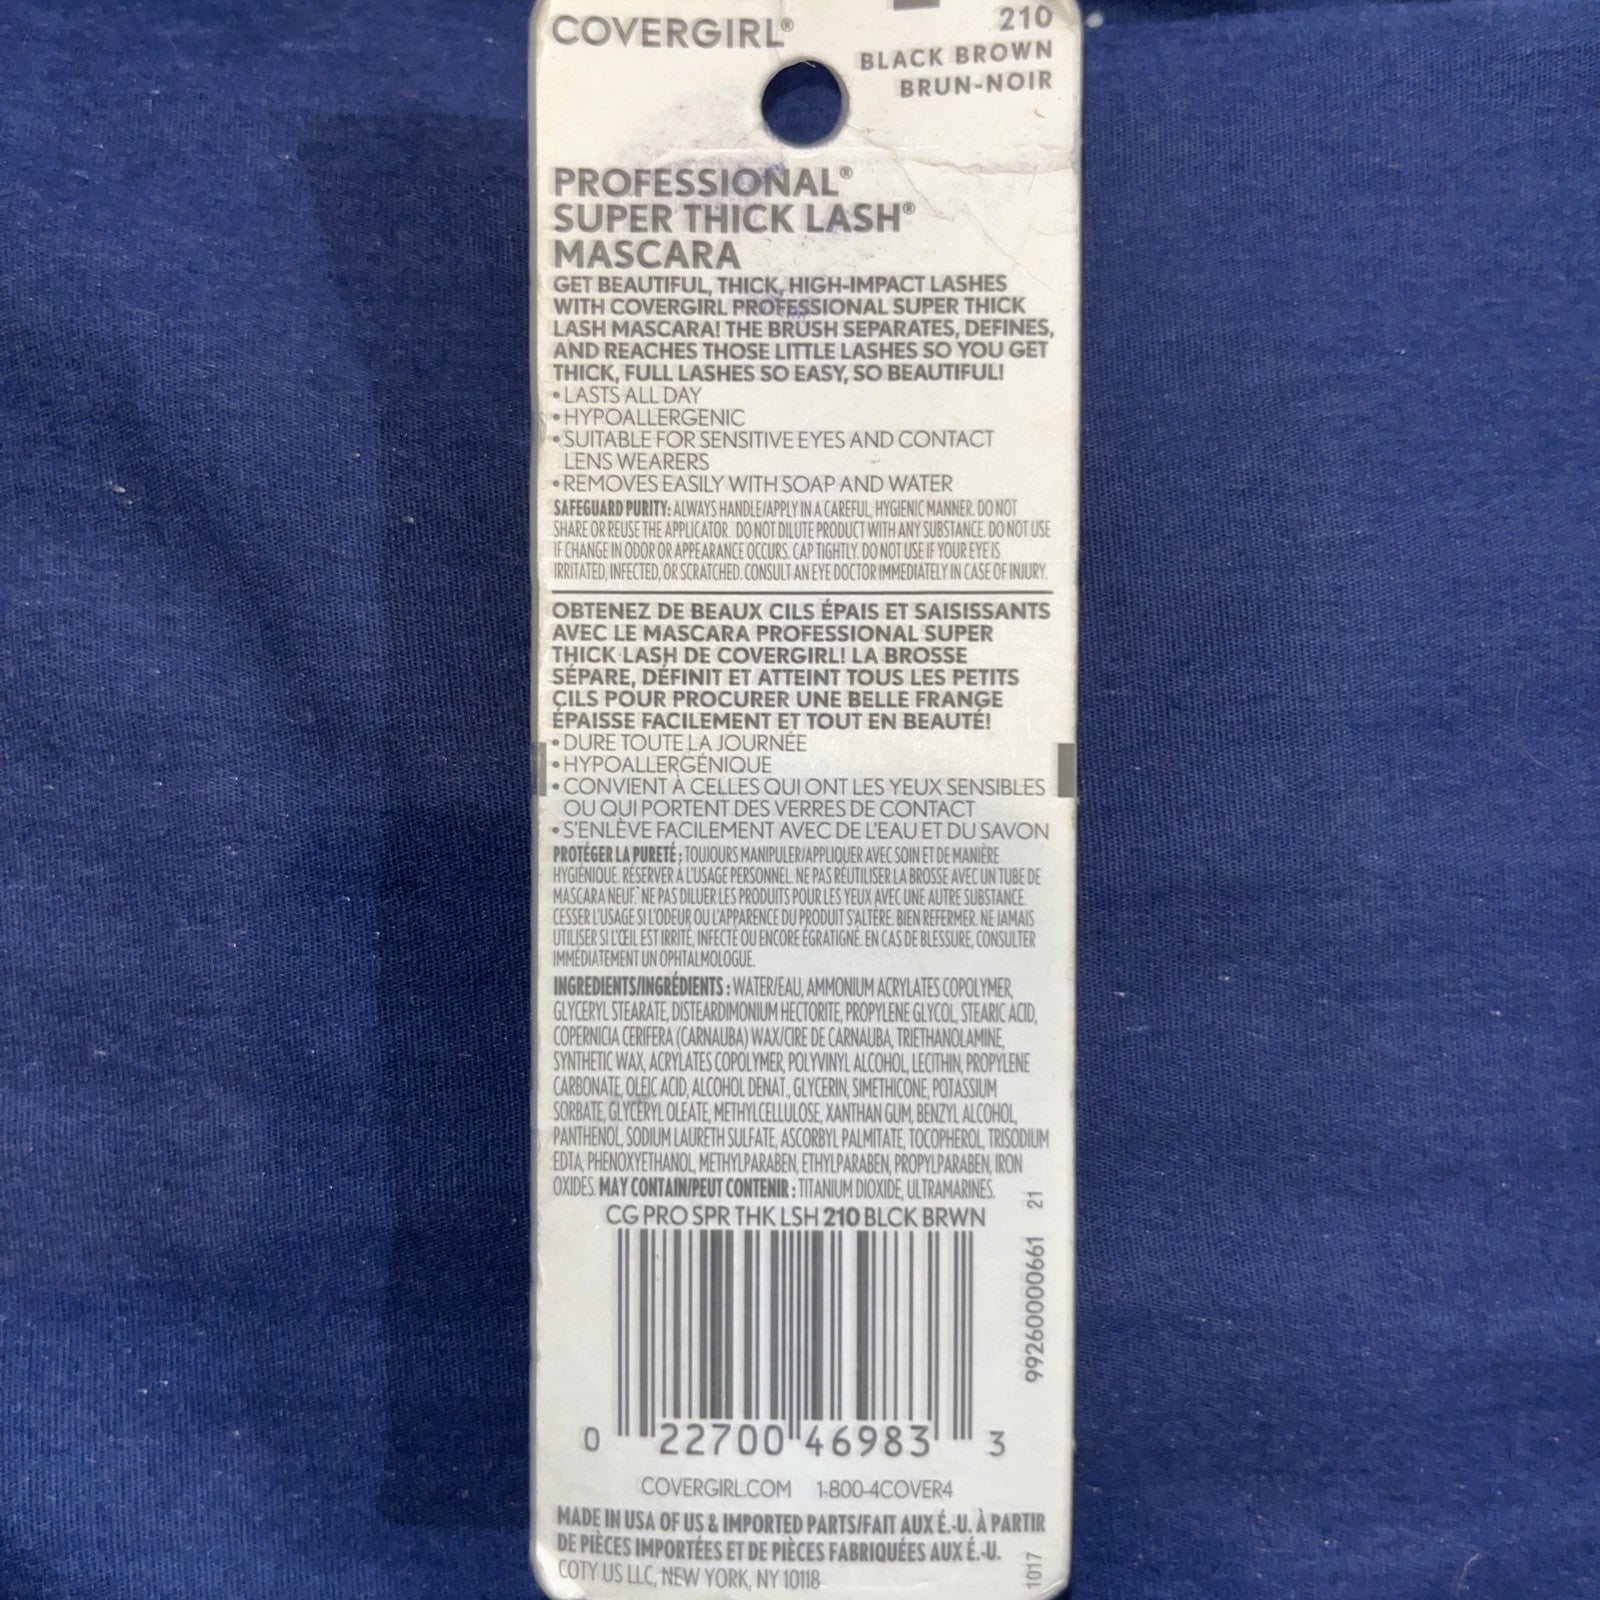 COVERGIRL®
210
BLACK BROWN
BRUN-NOIR
PROFESSIONAL®
SUPER THICK LASH®
MASCARA
GET BEAUTIFUL, THICK, HIGH-IMPACT LASHES
WITH COVERGIRL PROFESSIONAL SUPER THICK
LASH MASCARA! THE BRUSH SEPARATES, DEFINES,
AND REACHES THOSE LITTLE LASHES SO YOU GET
THICK, FULL LASHES SO EASY, SO BEAUTIFUL!
• LASTS ALL DAY
• HYPOALLERGENIC
• SUITABLE FOR SENSITIVE EYES AND CONTACT
LENS WEARERS
• REMOVES EASILY WITH SOAP AND WATER
SAFEGUARD PURITY: ALWAYS HANDLE/APPLY IN A CAREFUL, HYGIENIC MANNER. DO NOT
SHARE OR REUSE THE APPLICATOR. DO NOT DILUTE PRODUCT WITH ANY SUBSTANCE. DO NOT USE
IF CHANGE IN ODOR OR APPEARANCE OCCURS. CAP TIGHTLY. DO NOT USE IF YOUR EYE IS
IRRITATED, INFECTED, OR SCRATCHED. CONSULT AN EYE DOCTOR IMMEDIATELY IN CASE OF INJURY.
OBTENEZ DE BEAUX CILS ÉPAIS ET SAISISSANTS
AVEC LE MASCARA PROFESSIONAL SUPER
THICK LASH DE COVERGIRL! LA BROSSE
SÉPARE, DÉFINIT ET ATTEINT TOUS LES PETITS
CILS POUR PROCURER UNE BELLE FRANGE
ÉPAISSE FACILEMENT ET TOUT EN BEAUTÉ!
• DURE TOUTE LA JOURNÉE
• HYPOALLERGÉNIQUE
• CONVIENT À CELLES QUI ONT LES YEUX SENSIBLES
OU QUI PORTENT DES VERRES DE CONTACT
• S'ENLÈVE FACILEMENT AVEC DE L'EAU ET DU SAVON
PROTÉGER LA PURETÉ : TOUJOURS MANIPULER/APPLIQUER AVEC SOIN ET DE MANIÈRE
HYGIÉNIQUE. RÉSERVER À L'USAGE PERSONNEL. NE PAS RÉUTILISER LA BROSSE AVEC UN TUBE DE
MASCARA NEUF. NE PAS DILUER LES PRODUITS POUR LES YEUX AVEC UNE AUTRE SUBSTANCE.
CESSER L'USAGE SI L'ODEUR OU L'APPARENCE DU PRODUIT S'ALTÈRE. BIEN REFERMER. NE JAMAIS
UTILISER SI L'ŒIL EST IRRITÉ, INFECTÉ OU ENCORE ÉGRATIGNÉ. EN CAS DE BLESSURE, CONSULTER
IMMÉDIATEMENT UN OPHTALMOLOGUE.
INGREDIENTS/INGRÉDIENTS : WATER/EAU, AMMONIUM ACRYLATES COPOLYMER,
GLYCERYL STEARATE, DISTEARDIMONIUM HECTORITE, PROPYLENE GLYCOL, STEARIC ACID,
COPERNICIA CERIFERA (CARNAUBA) WAX/CIRE DE CARNAUBA, TRIETHANOLAMINE,
SYNTHETIC WAX, ACRYLATES COPOLYMER, POLYVINYL ALCOHOL, LECITHIN, PROPYLENE
CARBONATE, OLEIC ACID, ALCOHOL DENAT., GLYCERIN, SIMETHICONE, POTASSIUM
SORBATE, GLYCERYL OLEATE, METHYLCELLULOSE, XANTHAN GUM, BENZYL ALCOHOL,
PANTHENOL, SODIUM LAURETH SULFATE, ASCORBYL PALMITATE, TOCOPHEROL, TRISODIUM
EDTA, PHENOXYETHANOL, METHYLPARABEN, ETHYLPARABEN, PROPYLPARABEN, IRON
OXIDES. MAY CONTAIN/PEUT CONTENIR : TITANIUM DIOXIDE, ULTRAMARINES.
CG PRO SPR THK LSH 210 BLCK BRWN
99260000661 21
0 22700 46983 3
COVERGIRL.COM 1-800-4COVER4
MADE IN USA OF US & IMPORTED PARTS/FAIT AUX É.-U. À PARTIR
DE PIÈCES IMPORTÉES ET DE PIÈCES FABRIQUÉES AUX É.-U.
COTY US LLC, NEW YORK, NY 10118
1017